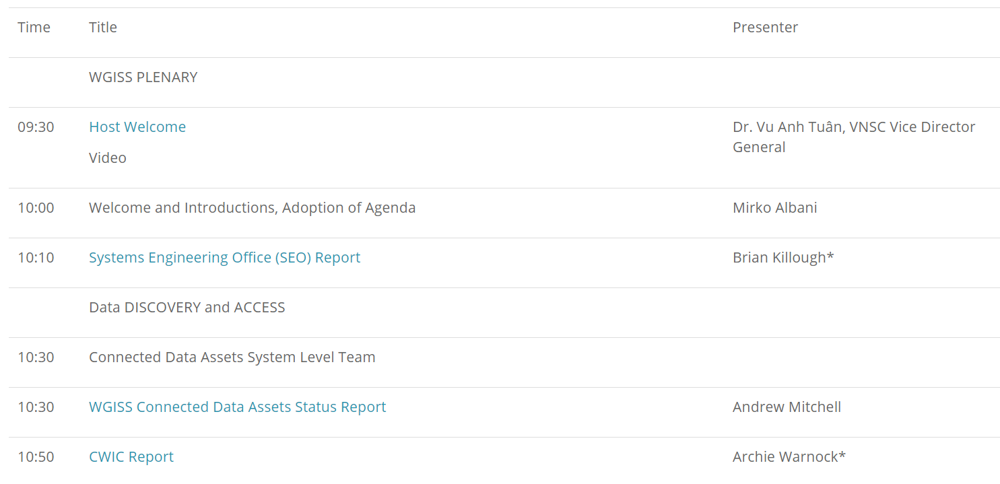 Time Title Presenter
WGISS PLENARY
09:30 Host Welcome Dr. Vu Anh Tuân, VNSC Vice Director
General
Video
10:00 Welcome and Introductions, Adoption of Agenda Mirko Albani
10:10 Systems Engineering Office (SEO) Report Brian Killough*
Data DISCOVERY and ACCESS
10:30 Connected Data Assets System Level Team
10:30 WGISS Connected Data Assets Status Report Andrew Mitchell
10:50 CWIC Report Archie Warnock*